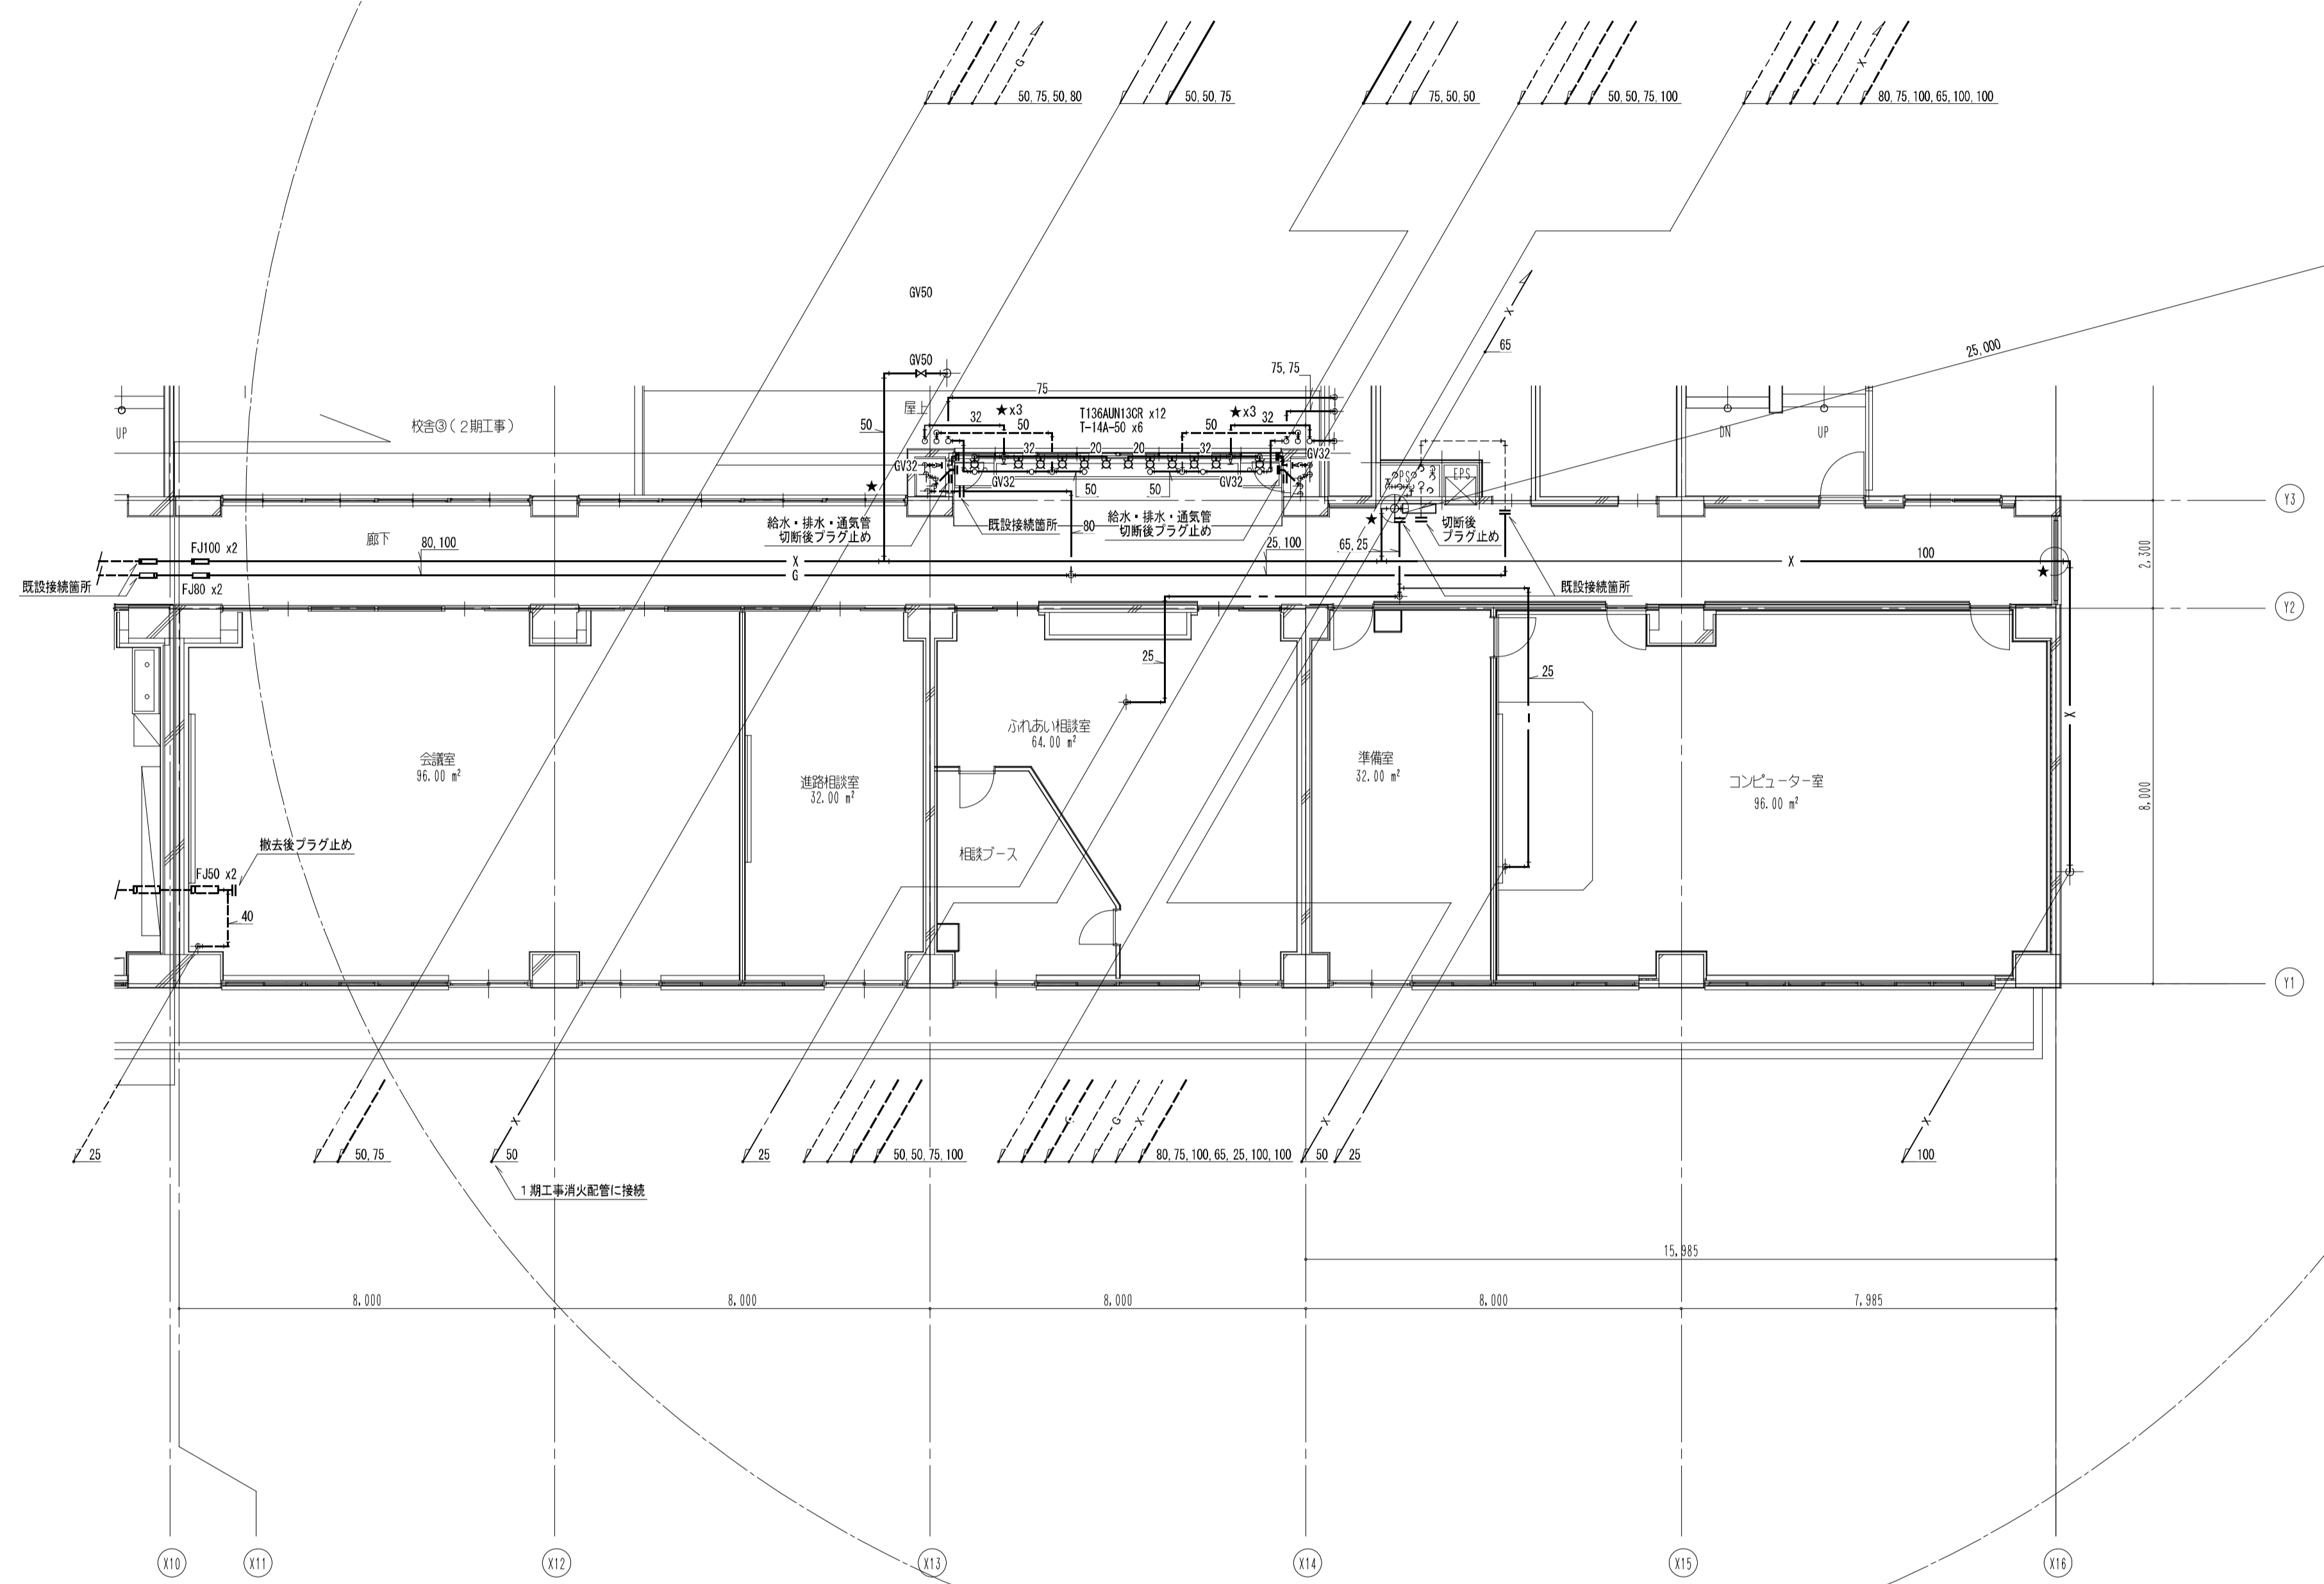 G
G
X
50,75,50,80
50,50,75
75,50,50
50,50,75,100
80,75,100,65,100,100
GV50
X
65
25,000
GV50
75,75
75
屋上
32
★x3
T136AUN13CR x12
T-14A-50 x6
★x3
32
校舎③(2期工事)
UP
50
50
50
DN
UP
32
20
20
32
GV32
GV32
PS
EPS
GV32
GV32
★
50
50
Y3
給水・排水・通気管
切断後プラグ止め
既設接続箇所
80
給水・排水・通気管
切断後プラグ止め
★
切断後
プラグ止め
廊下
FJ100 x2
80,100
25,100
65,25
X
X
100
2,300
G
★
既設接続箇所
FJ80 x2
既設接続箇所
Y2
25
25
X
ふれあい相談室
64.00 m²
会議室
96.00 m²
進路相談室
32.00 m²
準備室
32.00 m²
コンピューター室
96.00 m²
8,000
撤去後プラグ止め
相談ブース
FJ50 x2
40
Y1
X
G
G
X
X
X
25
50,75
50
25
50,50,75,100
80,75,100,65,25,100,100
50
25
100
1期工事消火配管に接続
15,985
8,000
8,000
8,000
8,000
7,985
X10
X11
X12
X13
X14
X15
X16